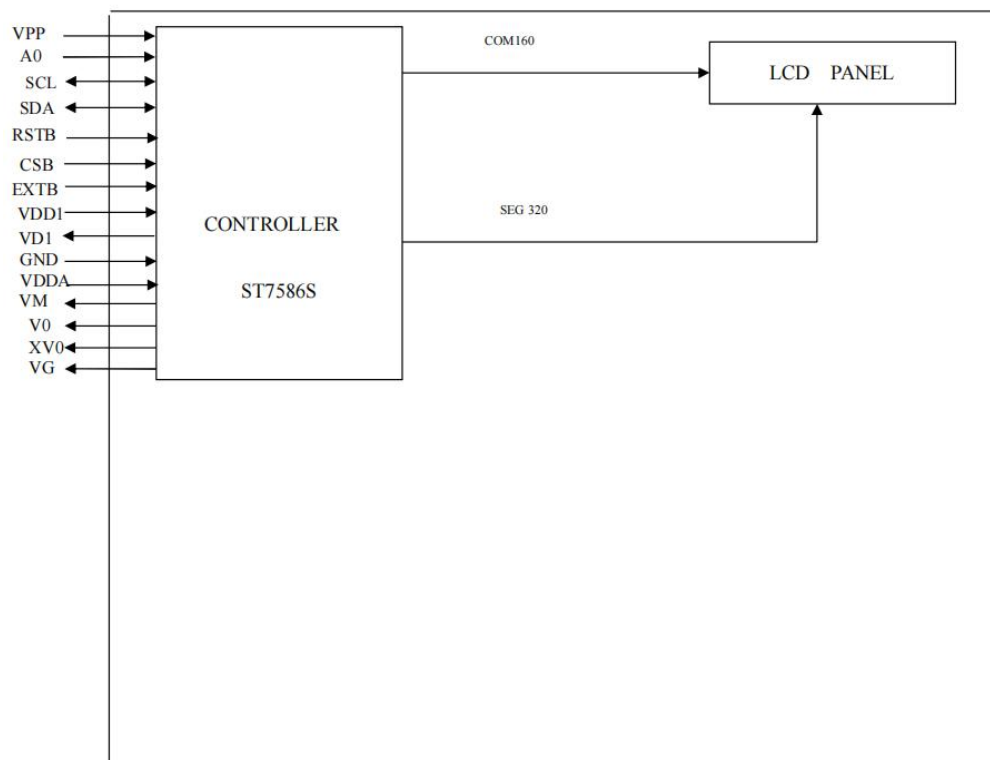 VPP
A0
SCL
SDA
RSTB
CSB
EXTB
VDD1
VD1
GND
VDDA
VM
V0
XV0
VG
CONTROLLER
ST7586S
COM160
SEG 320
LCD PANEL